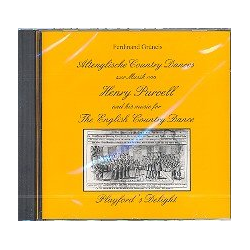 Ferdinand Gráncis
Altenglische Country Dances
zur Musik von
Henry Purcell
and his music for
The English Country Dance
Playford's Delight